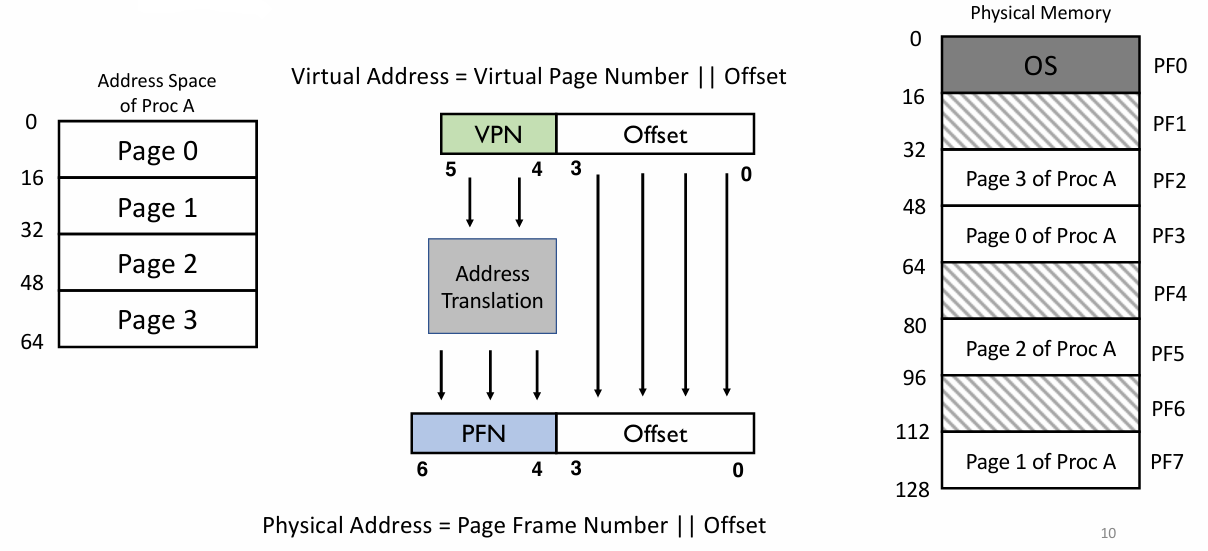 Address Space
of Proc A
0
Page 0
16
Page 1
32
Page 2
48
Page 3
64
Virtual Address = Virtual Page Number || Offset
VPN
Offset
5
4
3
0
Address
Translation
PFN
Offset
6
4
3
0
Physical Address = Page Frame Number || Offset
Physical Memory
0
OS
PF0
16
PF1
32
Page 3 of Proc A
PF2
48
Page 0 of Proc A
PF3
64
PF4
80
Page 2 of Proc A
PF5
96
PF6
112
Page 1 of Proc A
PF7
128
10